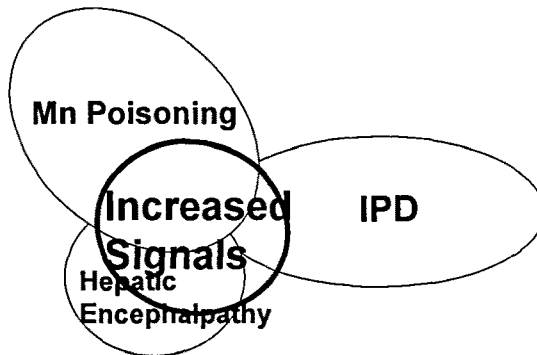 Mn Poisoning
Increased
Signals
IPD
Hepatic
Encephalpathy